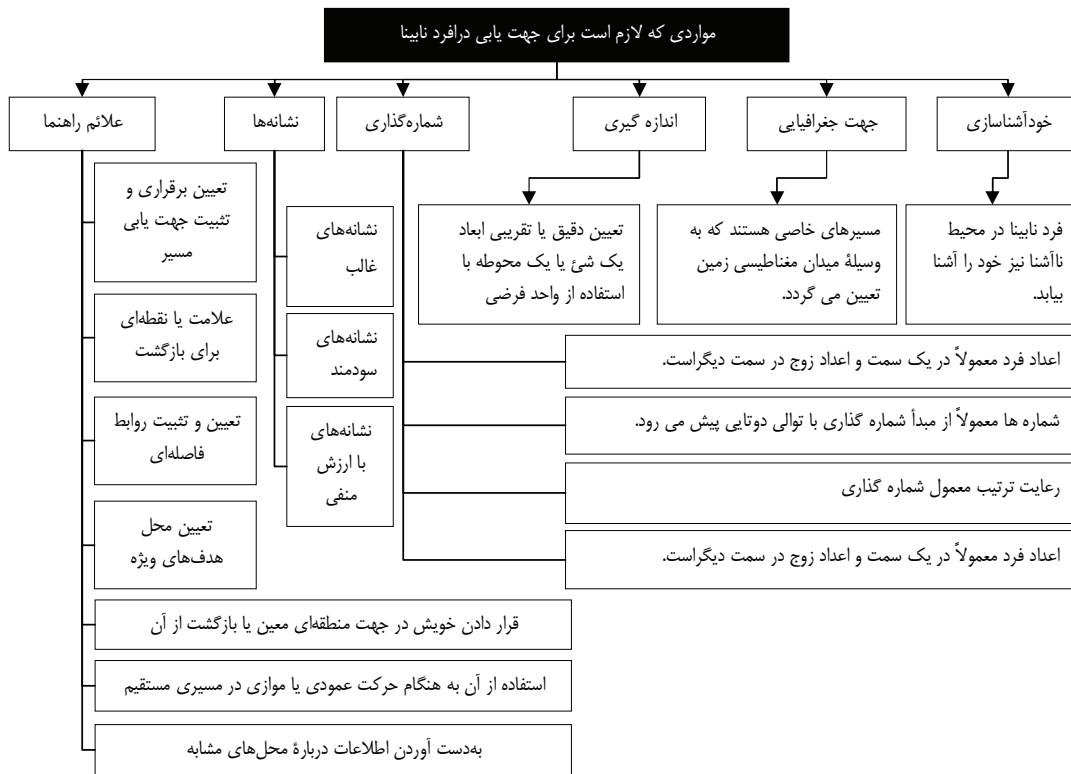 مواردی که لازم است برای جهت یابی درافرد نابینا
خودآشناسازی
جهت جغرافیایی
اندازه گیری
شماره‌گذاری
نشانه‌ها
علائم راهنما
فرد نابینا در محیط
ناآشنا نیز خود را آشنا
بیابد.
مسیرهای خاصی هستند که به
وسیلهٔ میدان مغناطیسی زمین
تعیین می گردد.
تعیین دقیق یا تقریبی ابعاد
یک شئ یا یک محوطه با
استفاده از واحد فرضی
اعداد فرد معمولاً در یک سمت و اعداد زوج در سمت دیگراست.
شماره ها معمولاً از مبدأ شماره گذاری با توالی دوتایی پیش می رود.
رعایت ترتیب معمول شماره گذاری
اعداد فرد معمولاً در یک سمت و اعداد زوج در سمت دیگراست.
نشانه‌های
غالب
نشانه‌های
سودمند
نشانه‌های
با ارزش
منفی
تعیین برقراری و
تثبیت جهت یابی
مسیر
علامت یا نقطه‌ای
برای بازگشت
تعیین و تثبیت روابط
فاصله‌ای
تعیین محل
هدف‌های ویژه
قرار دادن خویش در جهت منطقه‌ای معین یا بازگشت از آن
استفاده از آن به هنگام حرکت عمودی یا موازی در مسیری مستقیم
به‌دست آوردن اطلاعات دربارهٔ محل‌های مشابه